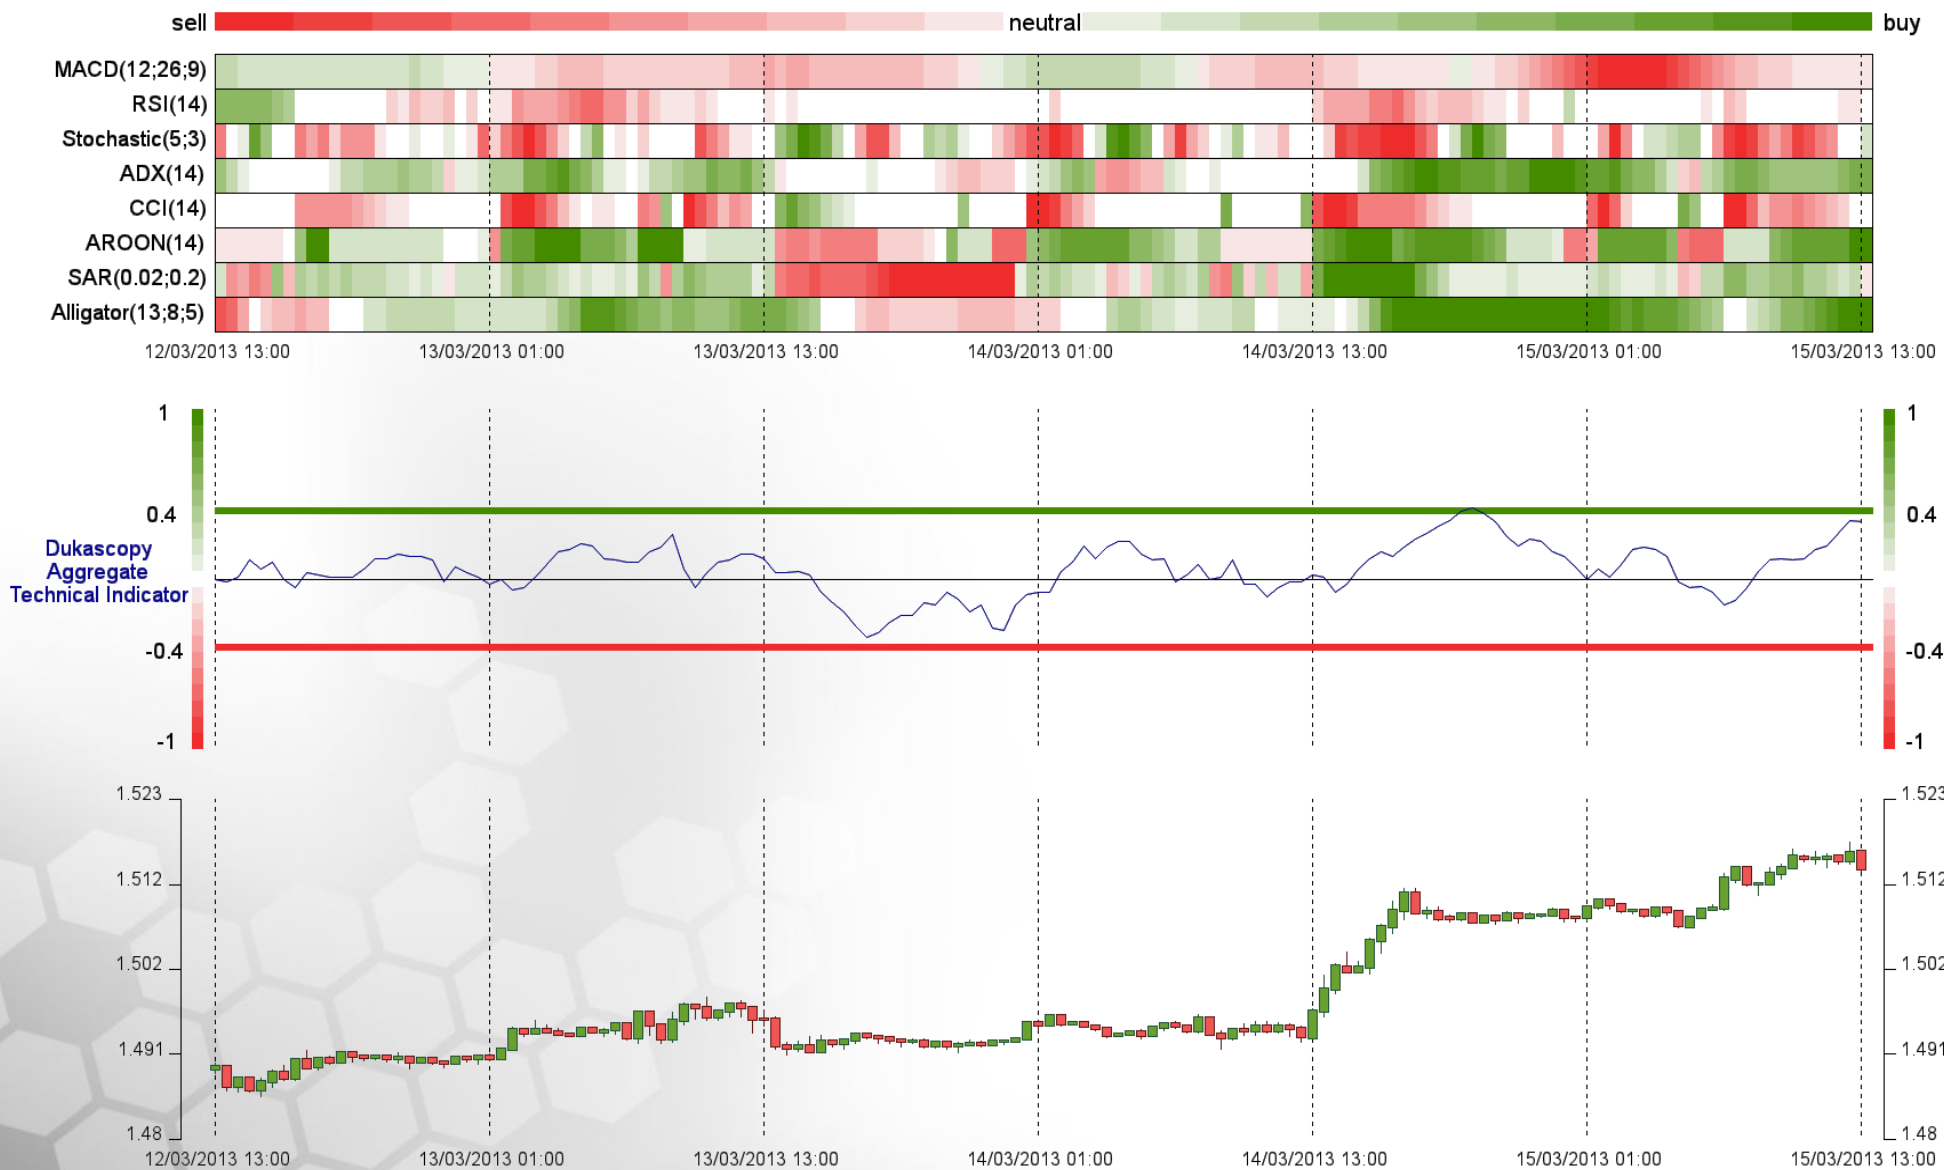 sell neutral buy
MACD(12;26;9)
RSI(14)
Stochastic(5;3)
ADX(14)
CCI(14)
AROON(14)
SAR(0.02;0.2)
Alligator(13;8;5)
12/03/2013 13:00 13/03/2013 01:00 13/03/2013 13:00 14/03/2013 01:00 14/03/2013 13:00 15/03/2013 01:00 15/03/2013 13:00
1 1
0.4 0.4
Dukascopy
Aggregate
Technical Indicator
-0.4 -0.4
-1 -1
1.523 1.523
1.512 1.512
1.502 1.502
1.491 1.491
1.48 1.48
12/03/2013 13:00 13/03/2013 01:00 13/03/2013 13:00 14/03/2013 01:00 14/03/2013 13:00 15/03/2013 01:00 15/03/2013 13:00